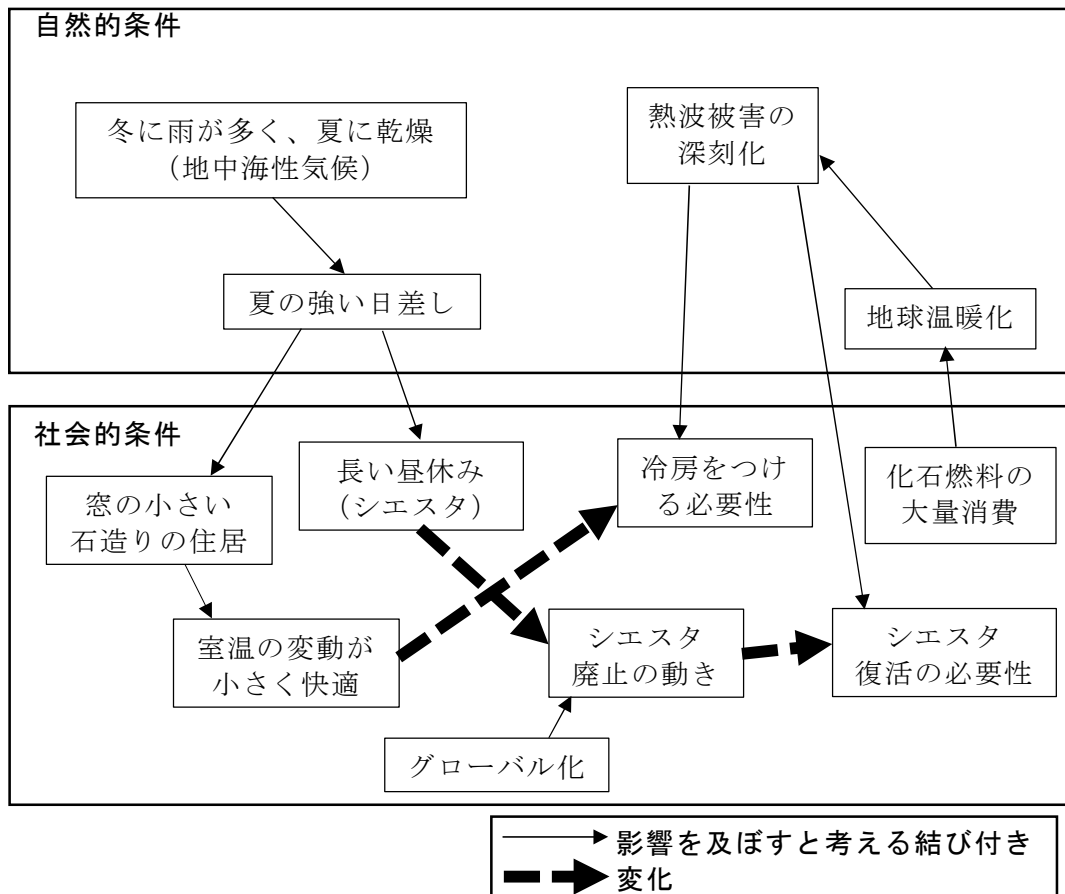 自然的条件
冬に雨が多く、夏に乾燥
(地中海性気候)
熱波被害の
深刻化
夏の強い日差し
地球温暖化
社会的条件
窓の小さい
石造りの住居
長い昼休み
(シエスタ)
冷房をつけ
る必要性
化石燃料の
大量消費
室温の変動が
小さく快適
シエスタ
廃止の動き
シエスタ
復活の必要性
グローバル化
影響を及ぼすと考える結び付き
変化